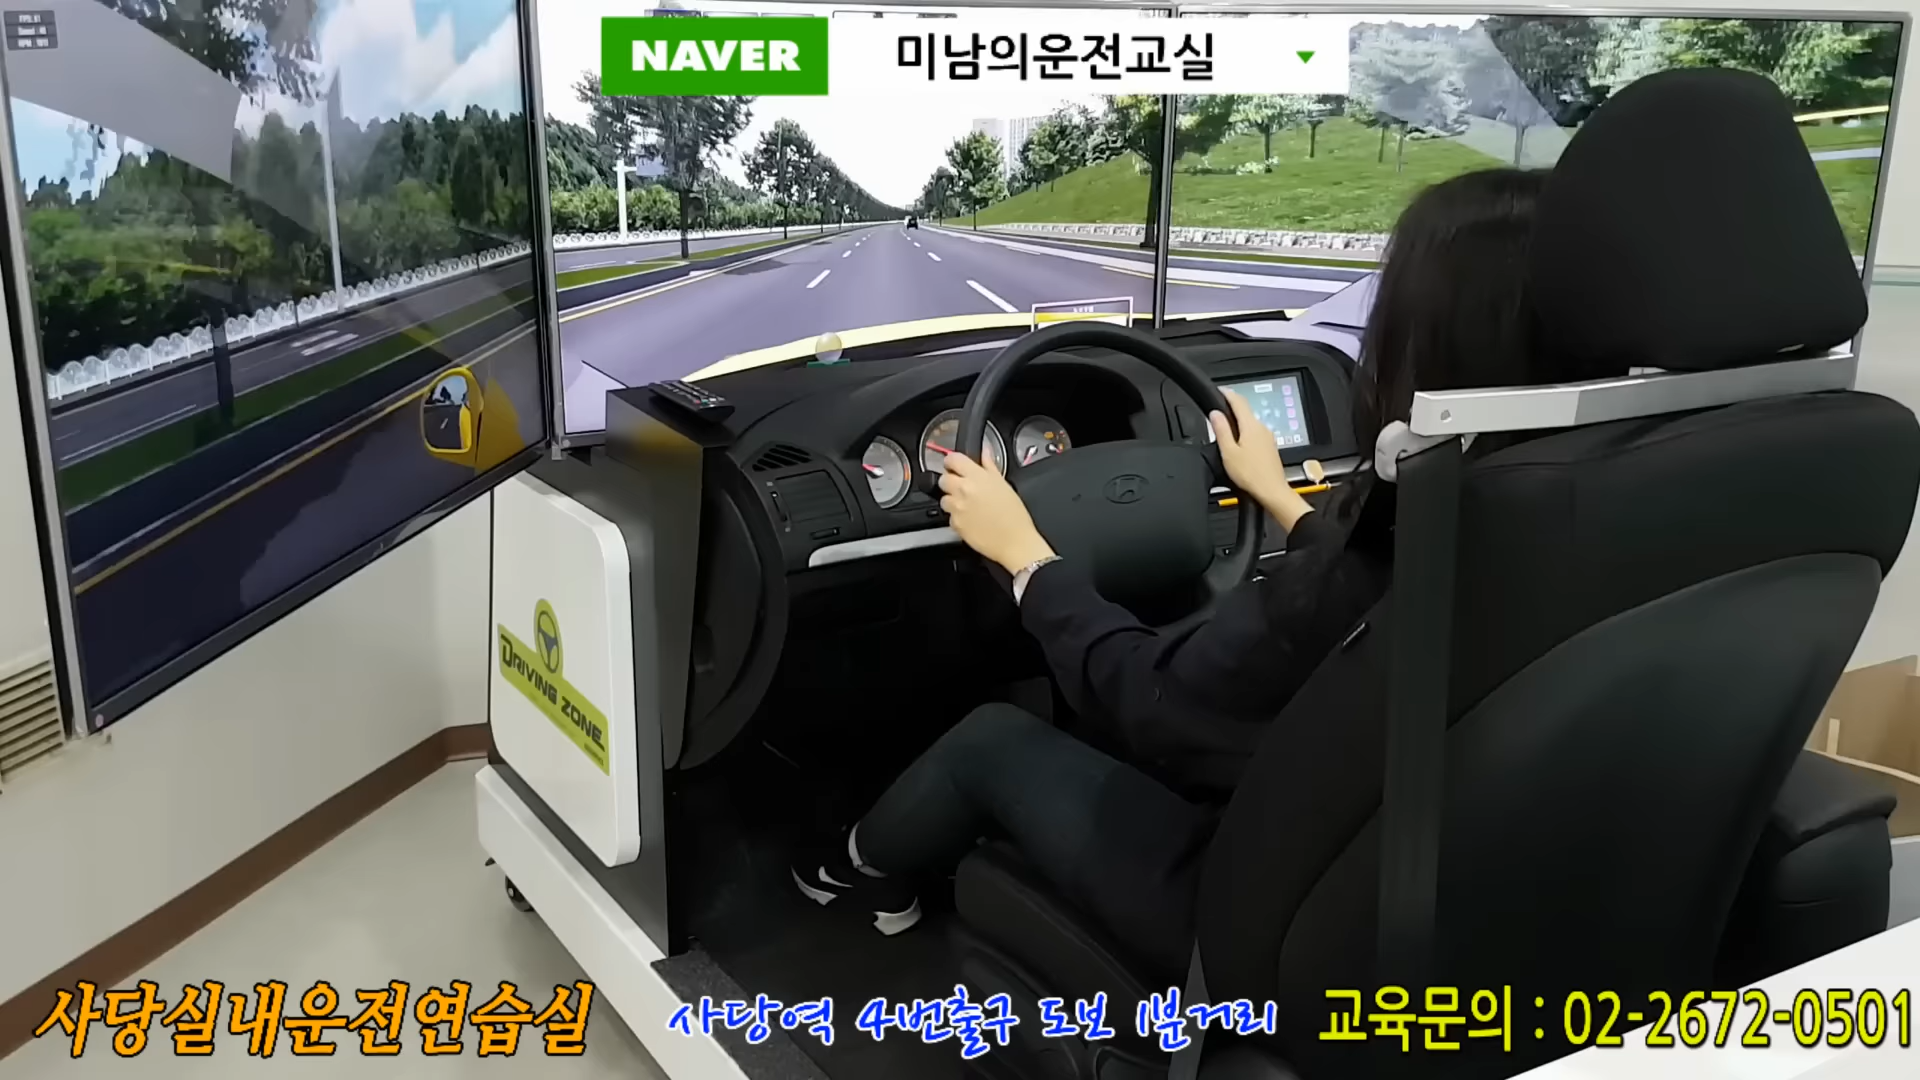 NAVER 미남의운전교실
DRIVING ZONE
사당실내운전연습실
사당역 4번출구 도보 1분거리
교육문의 : 02-2672-0501